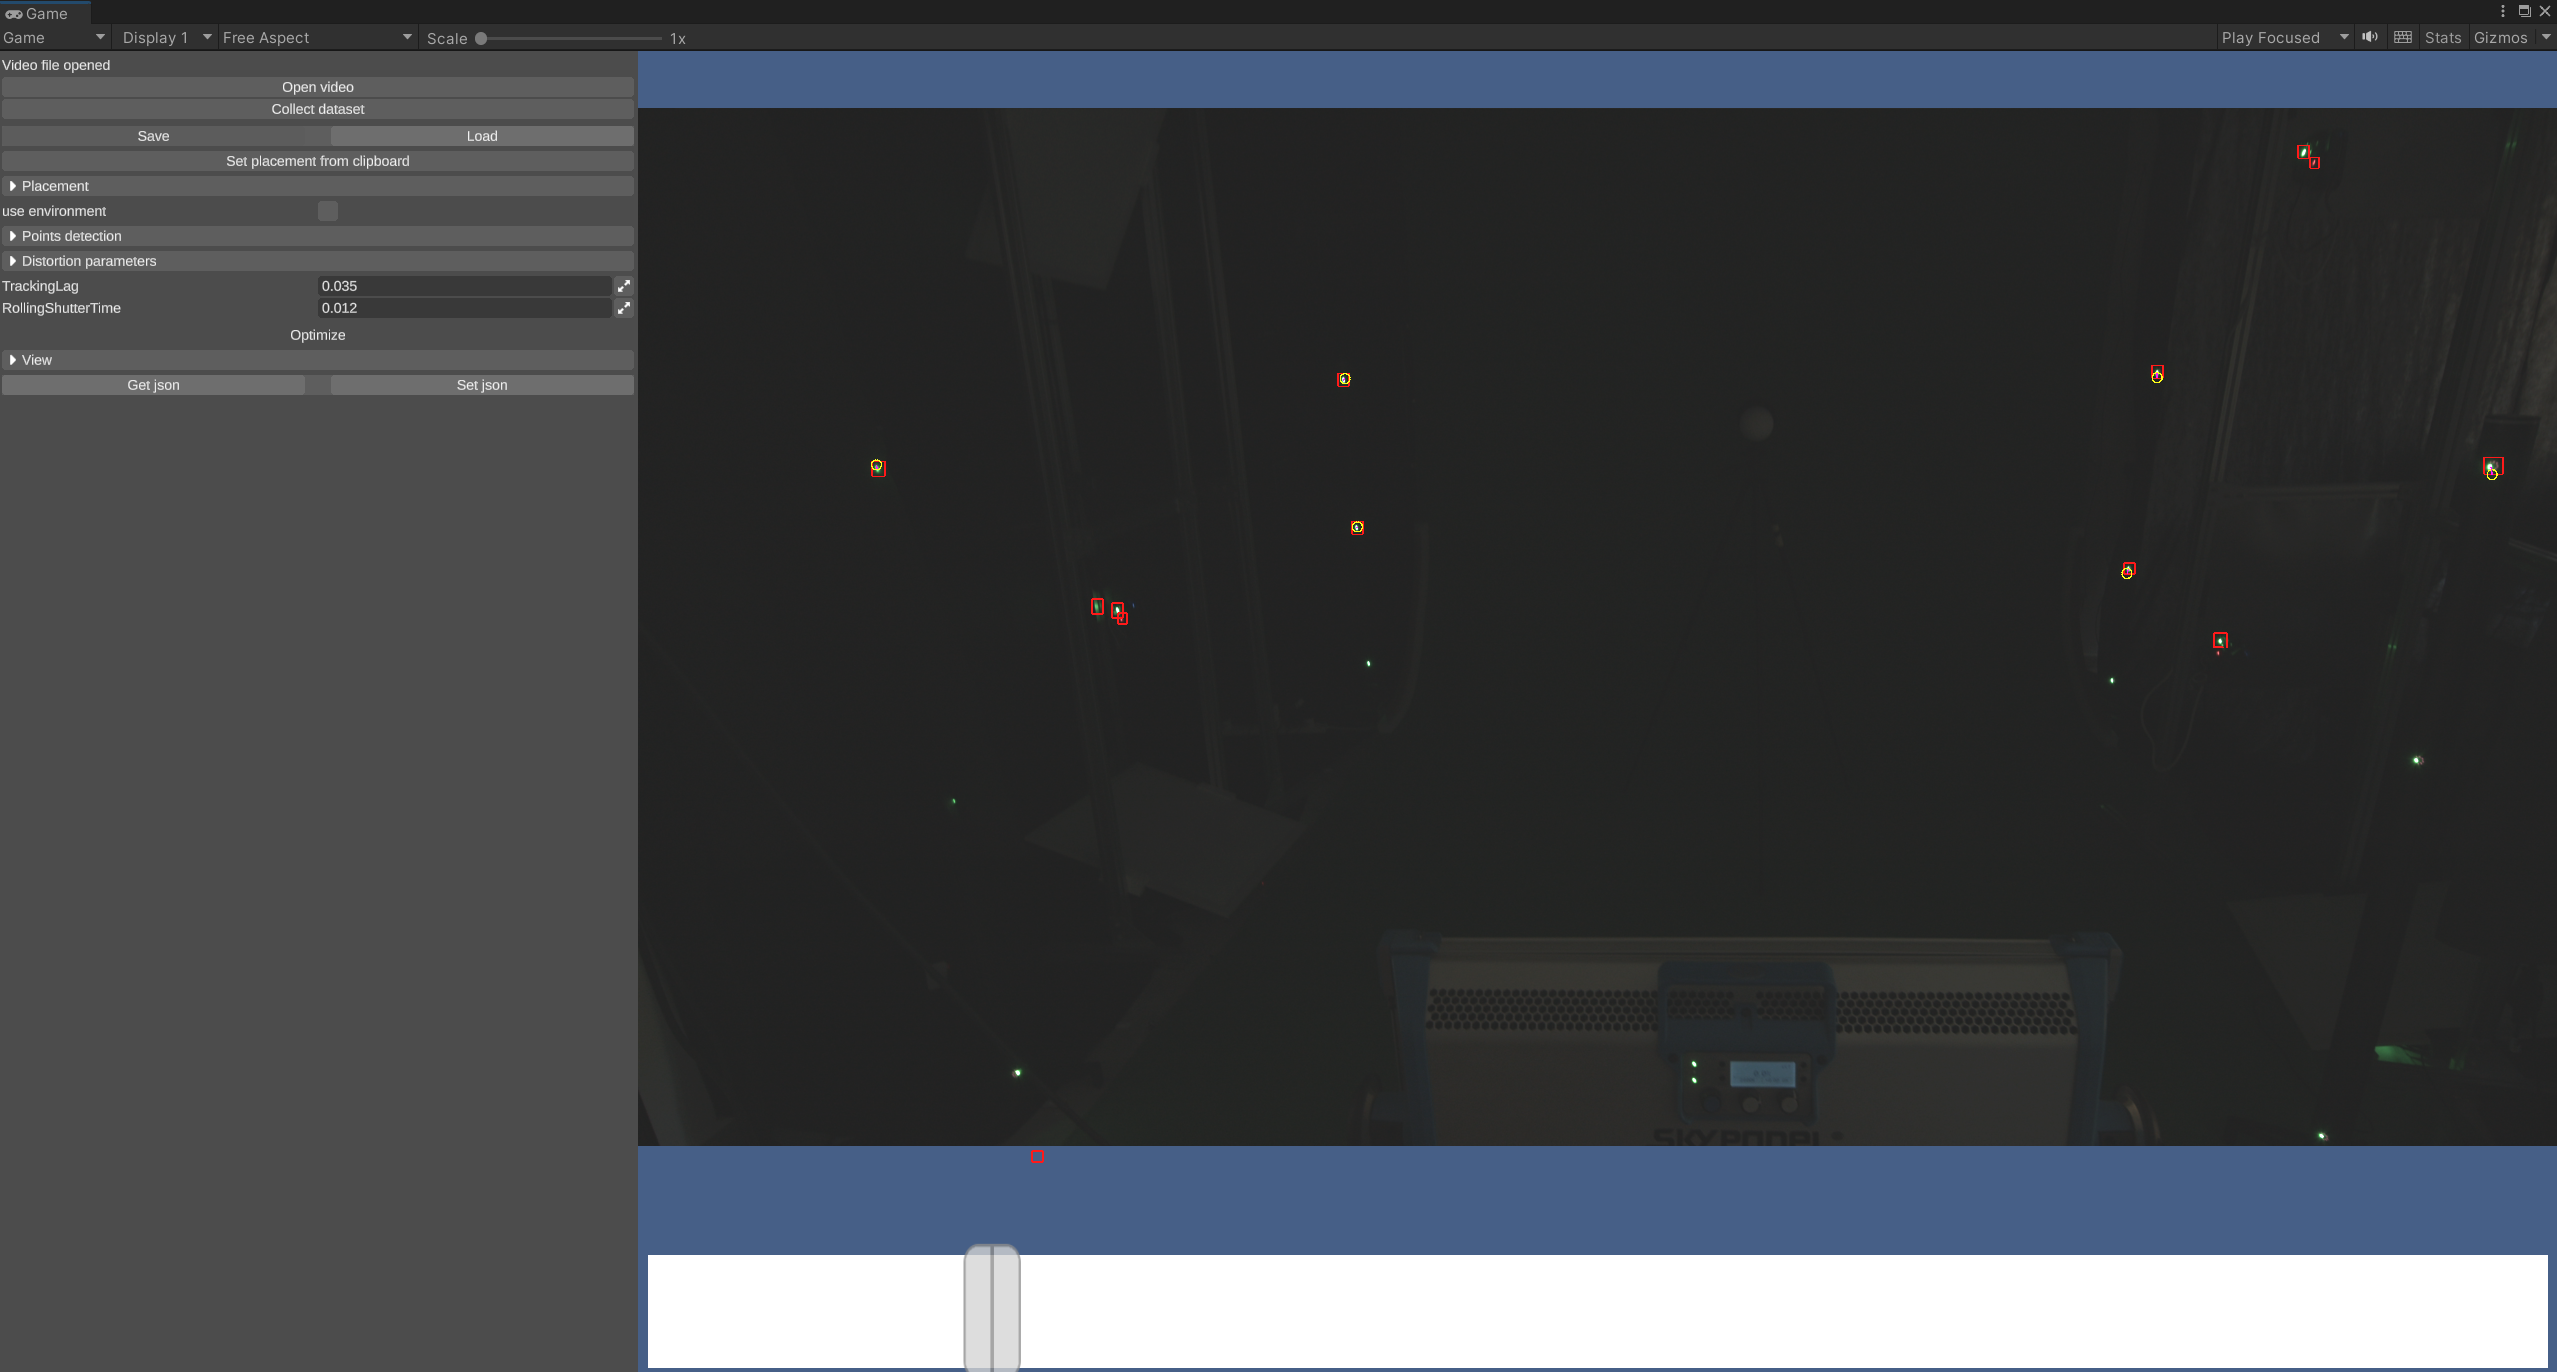 Game
Game Display 1 Free Aspect Scale 1x Play Focused Stats Gizmos
Video file opened
Open video
Collect dataset
Save Load
Set placement from clipboard
Placement
use environment
Points detection
Distortion parameters
TrackingLag 0.035
RollingShutterTime 0.012
Optimize
View
Get json Set json